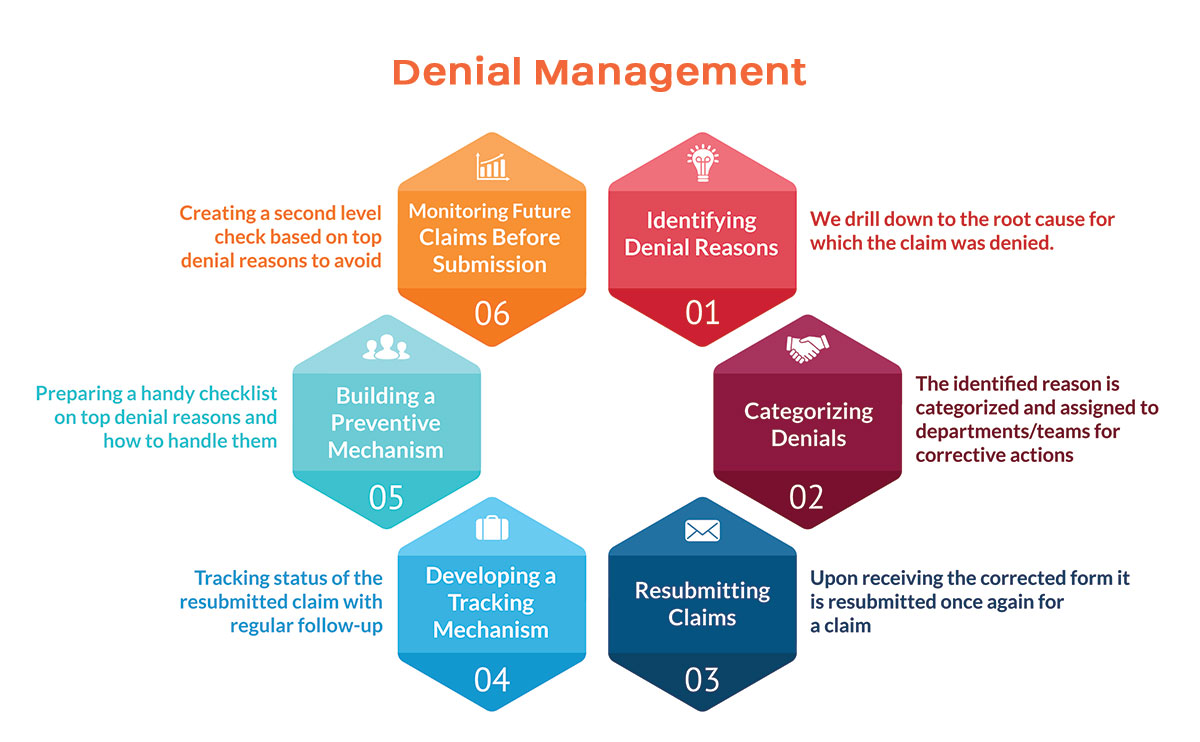 Denial Management
Identifying
Denial Reasons
01
We drill down to the root cause for
which the claim was denied.
Categorizing
Denials
02
The identified reason is
categorized and assigned to
departments/teams for
corrective actions
Resubmitting
Claims
03
Upon receiving the corrected form it
is resubmitted once again for
a claim
Developing a
Tracking
Mechanism
04
Tracking status of the
resubmitted claim with
regular follow-up
Building a
Preventive
Mechanism
05
Preparing a handy checklist
on top denial reasons and
how to handle them
Monitoring Future
Claims Before
Submission
06
Creating a second level
check based on top
denial reasons to avoid